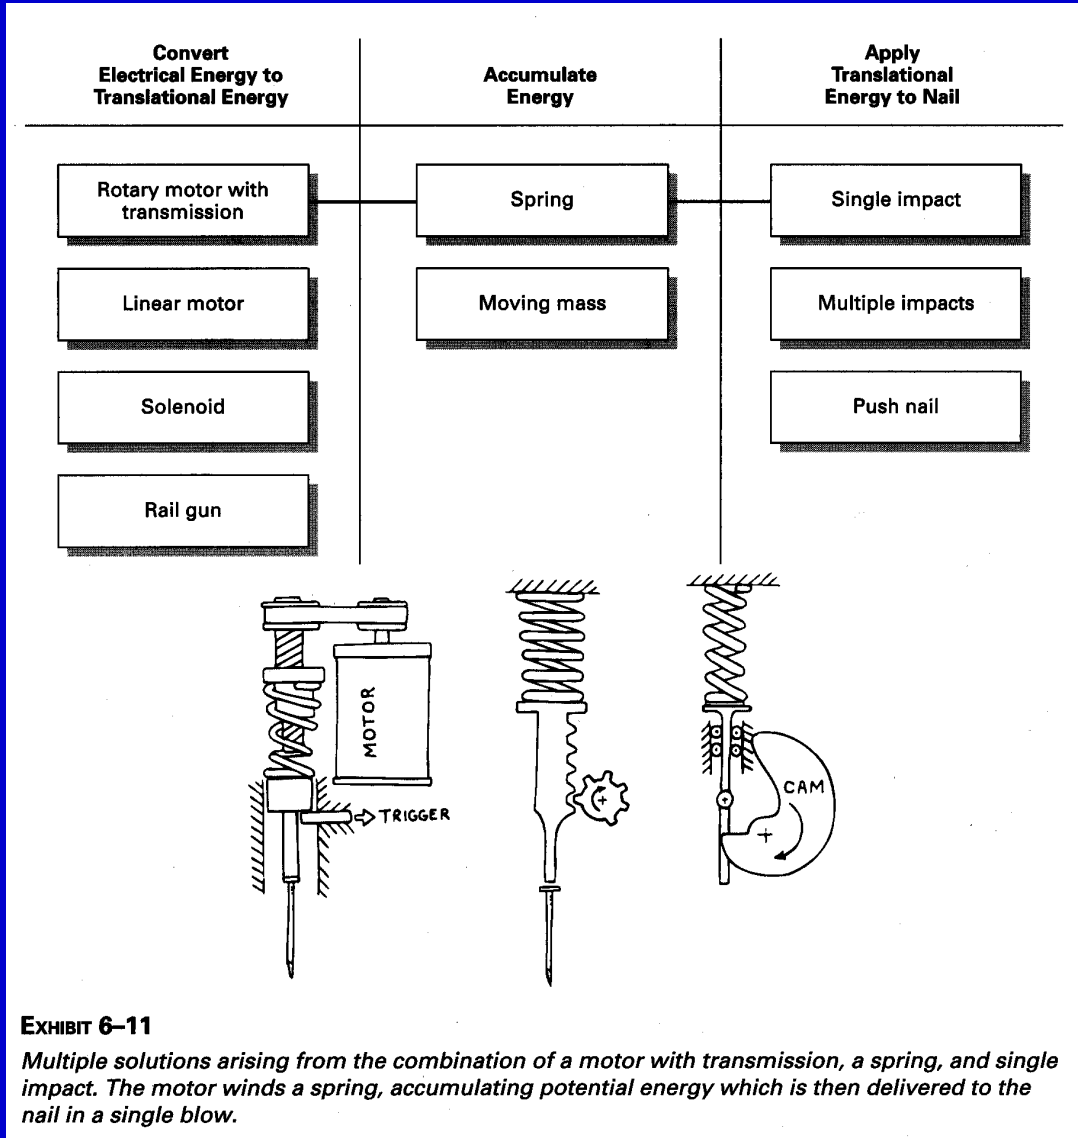 Convert
Electrical Energy to
Translational Energy
Accumulate
Energy
Apply
Translational
Energy to Nail
Rotary motor with
transmission
Spring
Single impact
Linear motor
Moving mass
Multiple impacts
Solenoid
Push nail
Rail gun
MOTOR
TRIGGER
CAM
EXHIBIT 6–11
Multiple solutions arising from the combination of a motor with transmission, a spring, and single
impact. The motor winds a spring, accumulating potential energy which is then delivered to the
nail in a single blow.